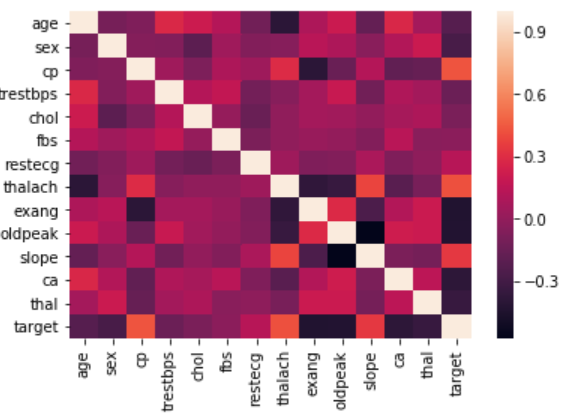 age
sex
cp
trestbps
chol
fbs
restecg
thalach
exang
oldpeak
slope
ca
thal
target
age
sex
cp
trestbps
chol
fbs
restecg
thalach
exang
oldpeak
slope
ca
thal
target
0.9
0.6
0.3
0.0
−0.3